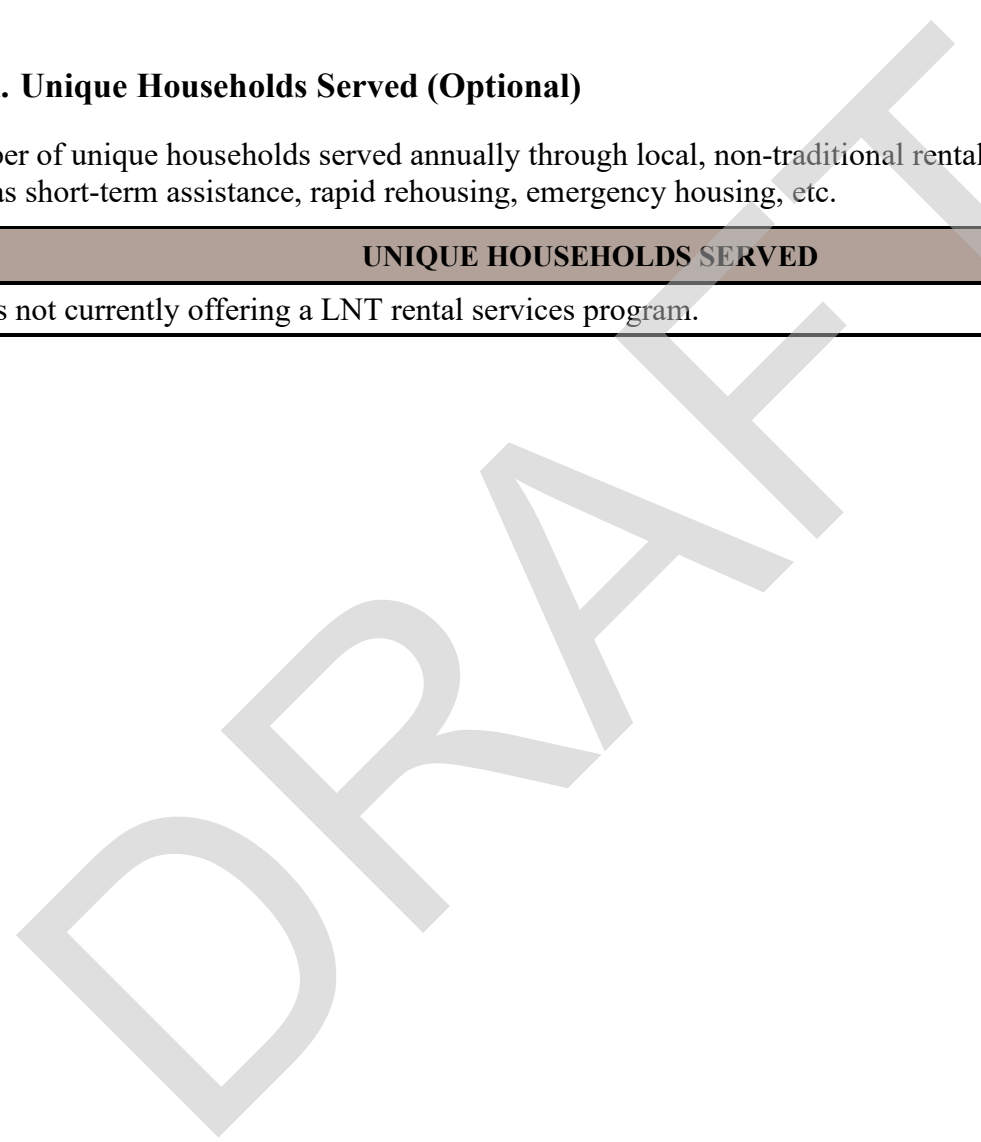 . Unique Households Served (Optional)
of unique households served annually through local, non-traditional rental
as short-term assistance, rapid rehousing, emergency housing, etc.
UNIQUE HOUSEHOLDS SERVED
not currently offering a LNT rental services program.
DRAFT